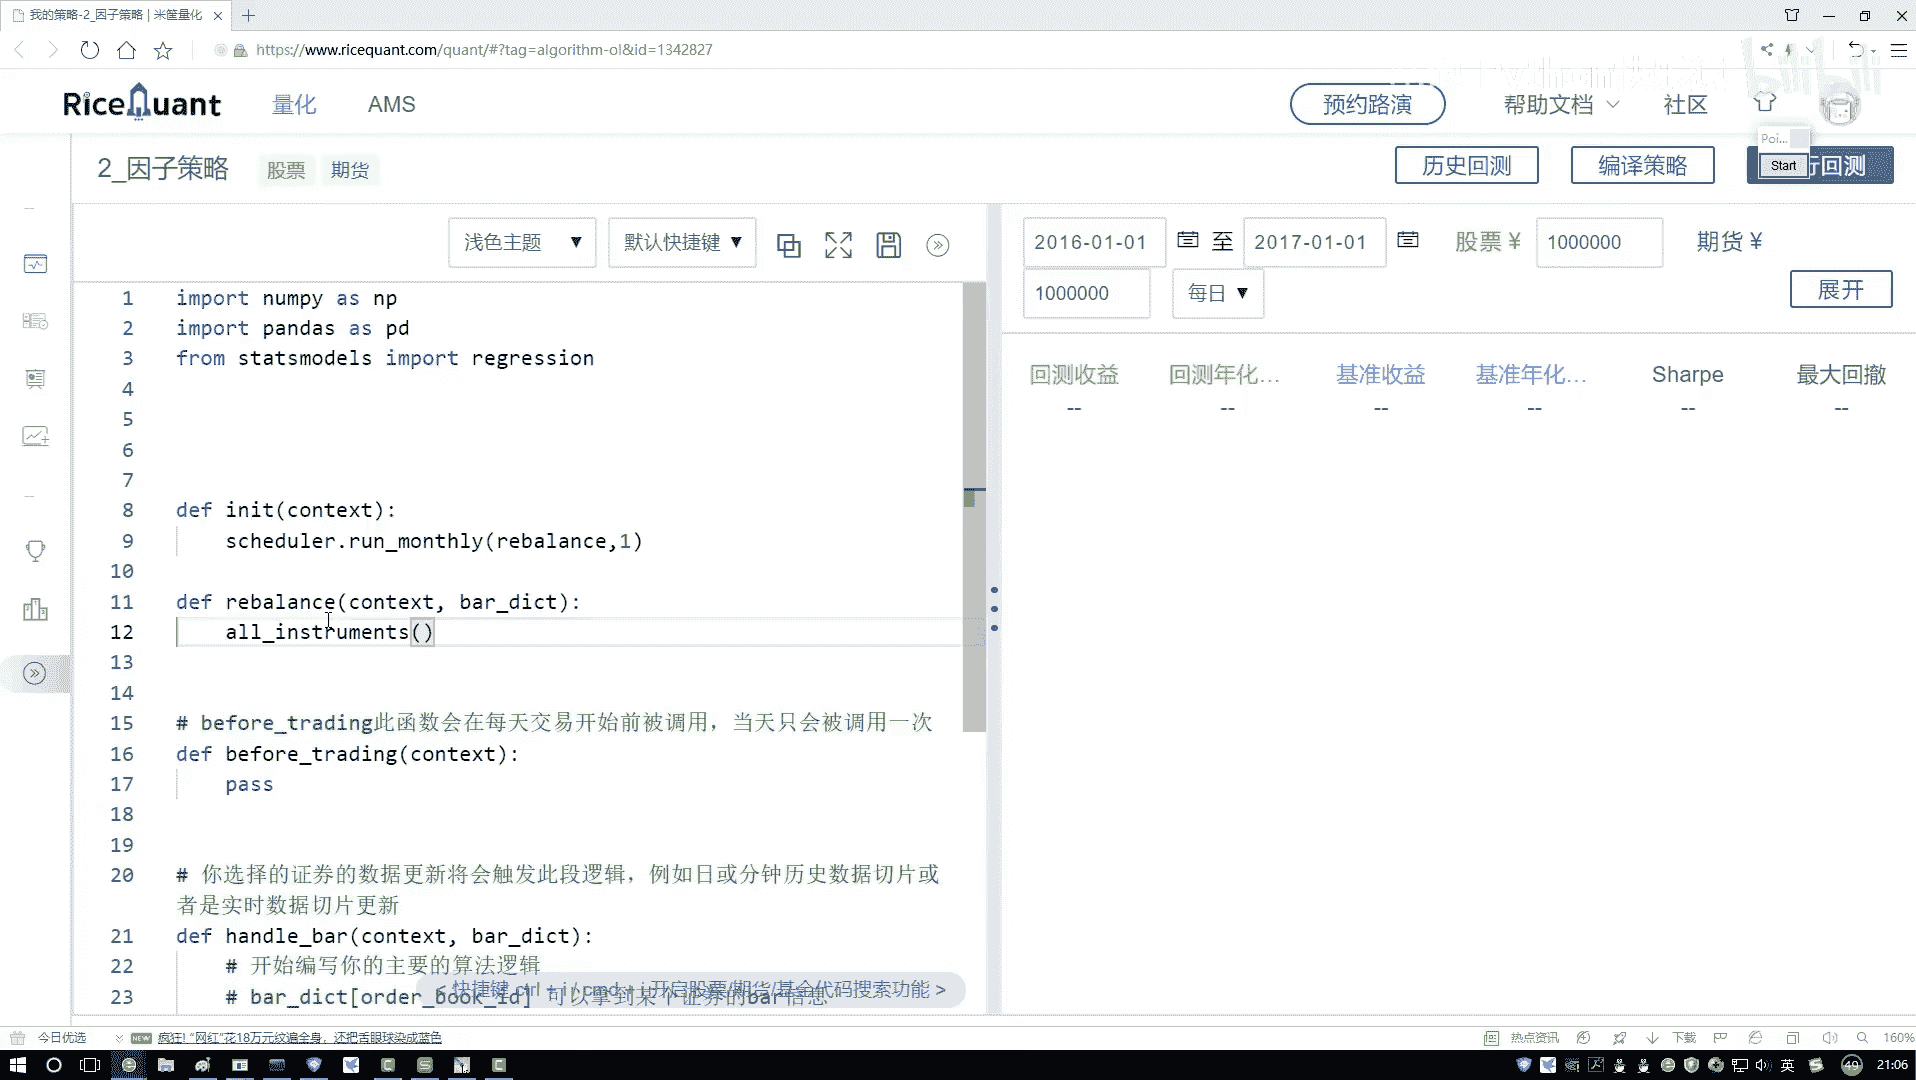 我的策略-2_因子策略 | 米筐量化
https://www.ricequant.com/quant/#?tag=algorithm-ol&id=1342827
RiceQuant 量化 AMS 预约路演 帮助文档 社区
Poi...
2_因子策略 股票 期货 历史回测 编译策略 Start 行回测
浅色主题 ▼ 默认快捷键 ▼
2016-01-01 至 2017-01-01 股票 ¥ 1000000 期货 ¥
1000000 每日 ▼ 展开
回测收益 回测年化... 基准收益 基准年化... Sharpe 最大回撤
-- -- -- -- -- --
1 import numpy as np
2 import pandas as pd
3 from statsmodels import regression
4
5
6
7
8 def init(context):
9 scheduler.run_monthly(rebalance,1)
10
11 def rebalance(context, bar_dict):
12 all_instruments()
13
14
15 # before_trading此函数会在每天交易开始前被调用，当天只会被调用一次
16 def before_trading(context):
17 pass
18
19
20 # 你选择的证券的数据更新将会触发此段逻辑，例如日或分钟历史数据切片或
者是实时数据切片更新
21 def handle_bar(context, bar_dict):
22 # 开始编写你的主要的算法逻辑
< 快捷键 ctrl + i / cmd + i 开启股票/期货/基金代码搜索功能 >
23 # bar_dict[order_book_id] 可以拿到某个证券的bar信息
今日优选 NEW 疯狂! "网红"花18万元纹遍全身，还把舌眼球染成蓝色 热点资讯 下载 160%
英 49 21:06
bilibili